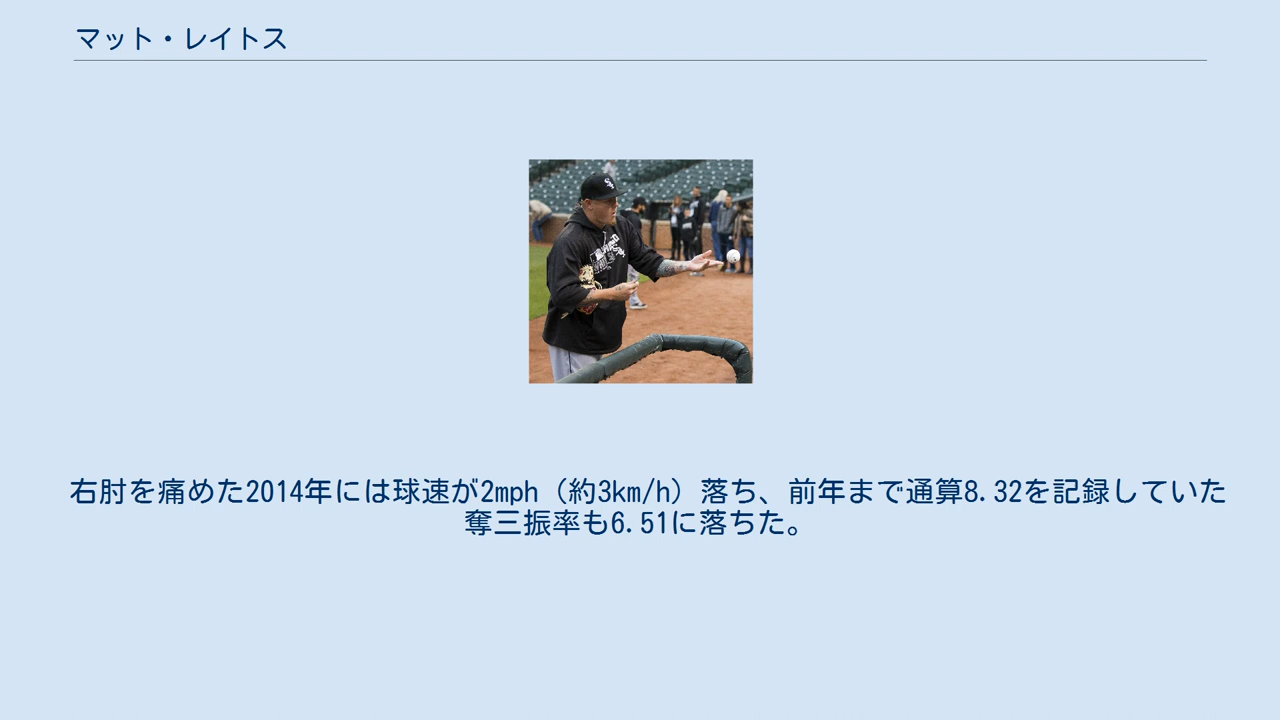 マット・レイトス
右肘を痛めた2014年には球速が2mph（約3km/h）落ち、前年まで通算8.32を記録していた
奪三振率も6.51に落ちた。